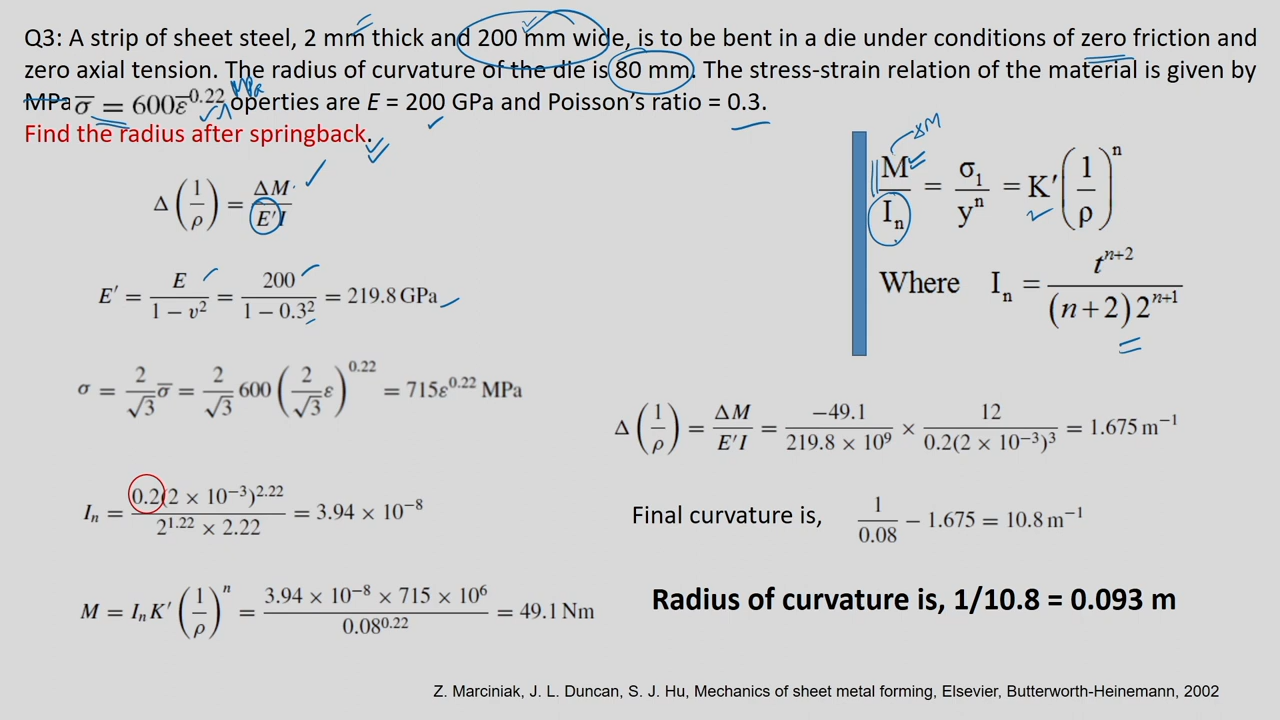 Q3: A strip of sheet steel, 2 mm thick and 200 mm wide, is to be bent in a die under conditions of zero friction and
zero axial tension. The radius of curvature of the die is 80 mm. The stress-strain relation of the material is given by
MPa
MPa σ̅ = 600ε̅^0.22 operties are E = 200 GPa and Poisson's ratio = 0.3.
Find the radius after springback.
Δ(1/ρ) = ΔM/E'I
E' = E/(1 − υ²) = 200/(1 − 0.3²) = 219.8 GPa
σ = 2/√3 σ̅ = 2/√3 600 (2/√3 ε)^0.22 = 715ε^0.22 MPa
I_n = 0.2(2 × 10^−3)^2.22 / (2^1.22 × 2.22) = 3.94 × 10^−8
M = I_n K' (1/ρ)^n = (3.94 × 10^−8 × 715 × 10^6) / 0.08^0.22 = 49.1 Nm
M/I_n = σ_1/y^n = K'(1/ρ)^n
Where I_n = t^(n+2) / ((n+2)2^(n+1))
Δ(1/ρ) = ΔM/E'I = −49.1/(219.8 × 10^9) × 12/(0.2(2 × 10^−3)^3) = 1.675 m^−1
Final curvature is, 1/0.08 − 1.675 = 10.8 m^−1
Radius of curvature is, 1/10.8 = 0.093 m
Z. Marciniak, J. L. Duncan, S. J. Hu, Mechanics of sheet metal forming, Elsevier, Butterworth-Heinemann, 2002